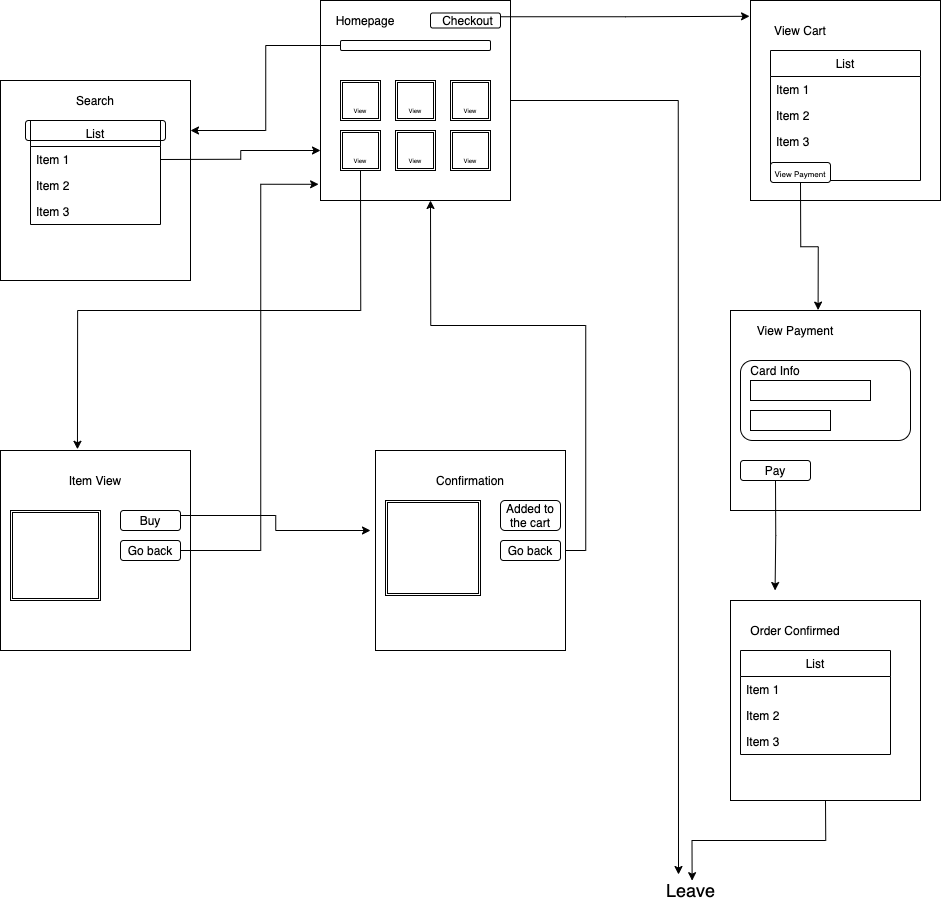 Homepage
Checkout
View
View
View
View
View
View
View Cart
List
Item 1
Item 2
Item 3
View Payment
Search
List
Item 1
Item 2
Item 3
View Payment
Card Info
Pay
Item View
Buy
Go back
Confirmation
Added to
the cart
Go back
Order Confirmed
List
Item 1
Item 2
Item 3
Leave